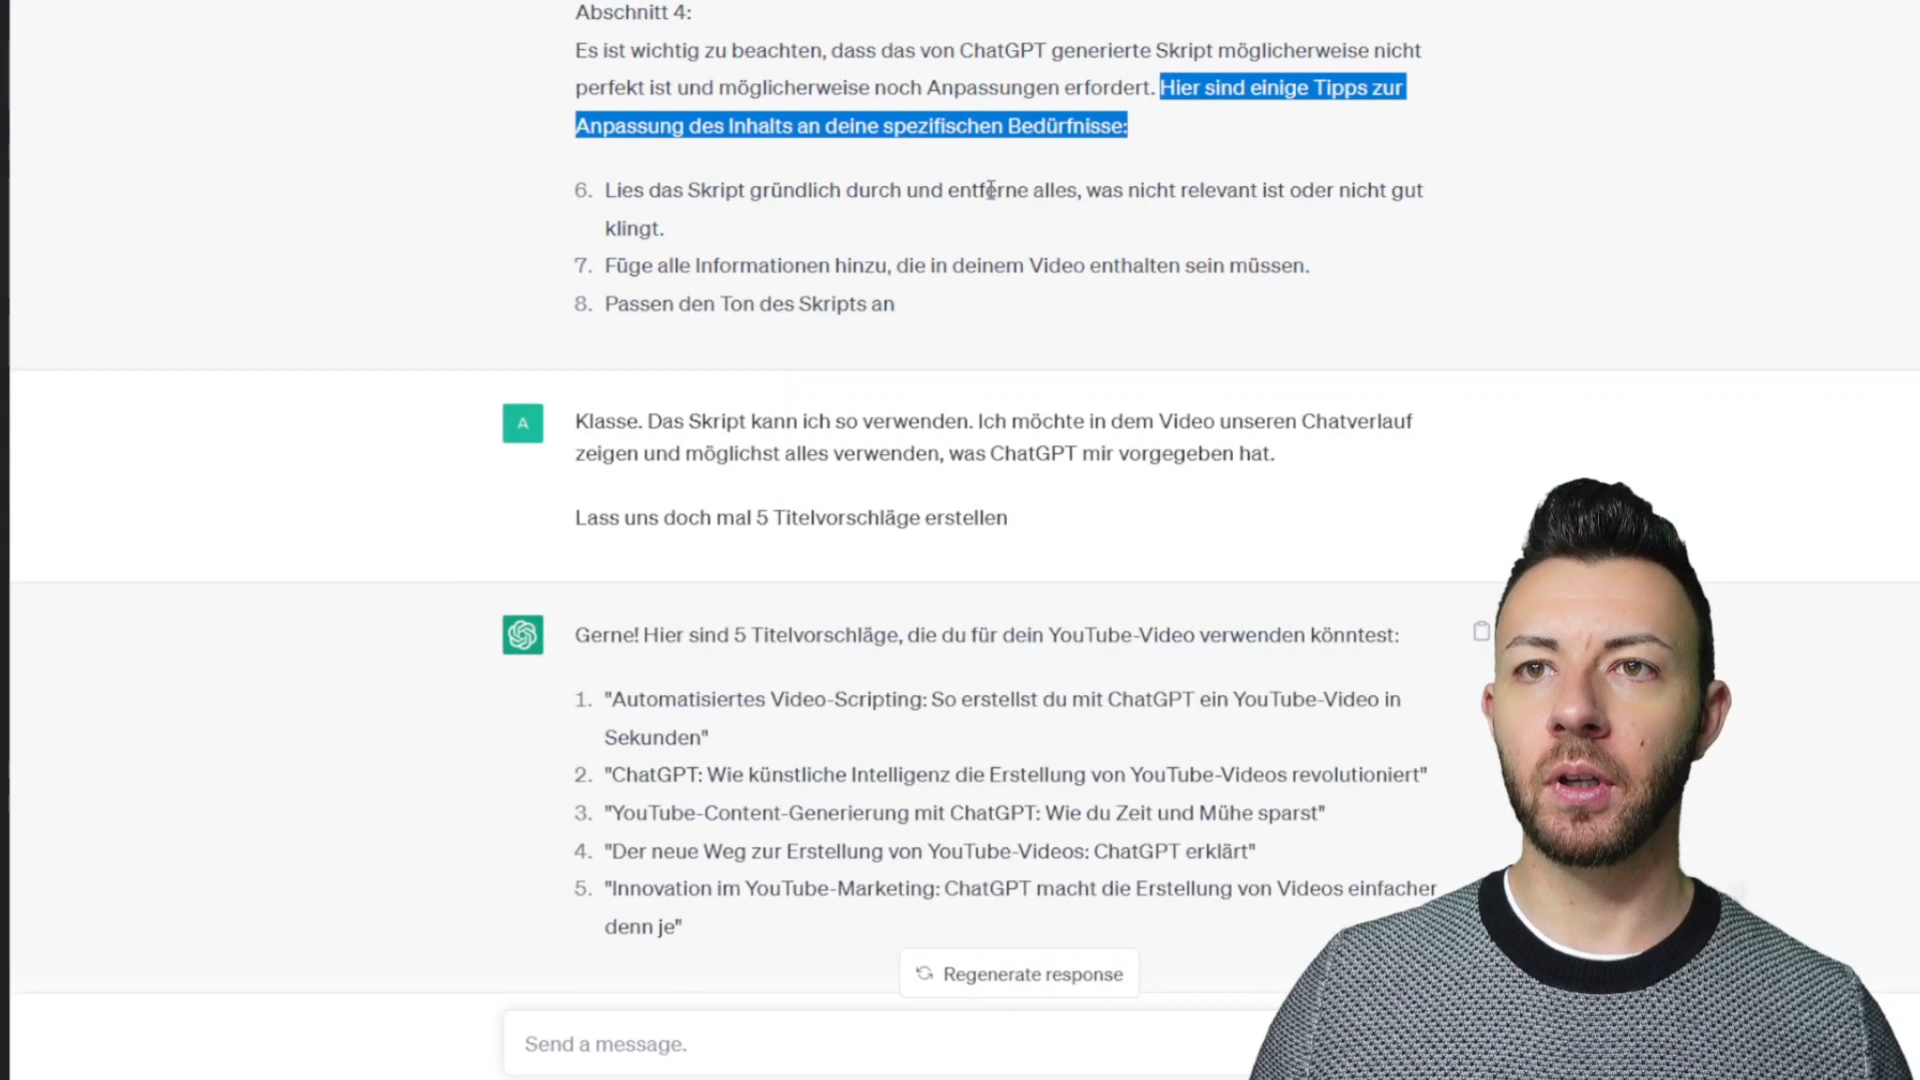 Abschnitt 4:
Es ist wichtig zu beachten, dass das von ChatGPT generierte Skript möglicherweise nicht
perfekt ist und möglicherweise noch Anpassungen erfordert. Hier sind einige Tipps zur
Anpassung des Inhalts an deine spezifischen Bedürfnisse:
6. Lies das Skript gründlich durch und entferne alles, was nicht relevant ist oder nicht gut
klingt.
7. Füge alle Informationen hinzu, die in deinem Video enthalten sein müssen.
8. Passen den Ton des Skripts an
A
Klasse. Das Skript kann ich so verwenden. Ich möchte in dem Video unseren Chatverlauf
zeigen und möglichst alles verwenden, was ChatGPT mir vorgegeben hat.
Lass uns doch mal 5 Titelvorschläge erstellen
Gerne! Hier sind 5 Titelvorschläge, die du für dein YouTube-Video verwenden könntest:
1. "Automatisiertes Video-Scripting: So erstellst du mit ChatGPT ein YouTube-Video in
Sekunden"
2. "ChatGPT: Wie künstliche Intelligenz die Erstellung von YouTube-Videos revolutioniert"
3. "YouTube-Content-Generierung mit ChatGPT: Wie du Zeit und Mühe sparst"
4. "Der neue Weg zur Erstellung von YouTube-Videos: ChatGPT erklärt"
5. "Innovation im YouTube-Marketing: ChatGPT macht die Erstellung von Videos einfacher
denn je"
Regenerate response
Send a message.